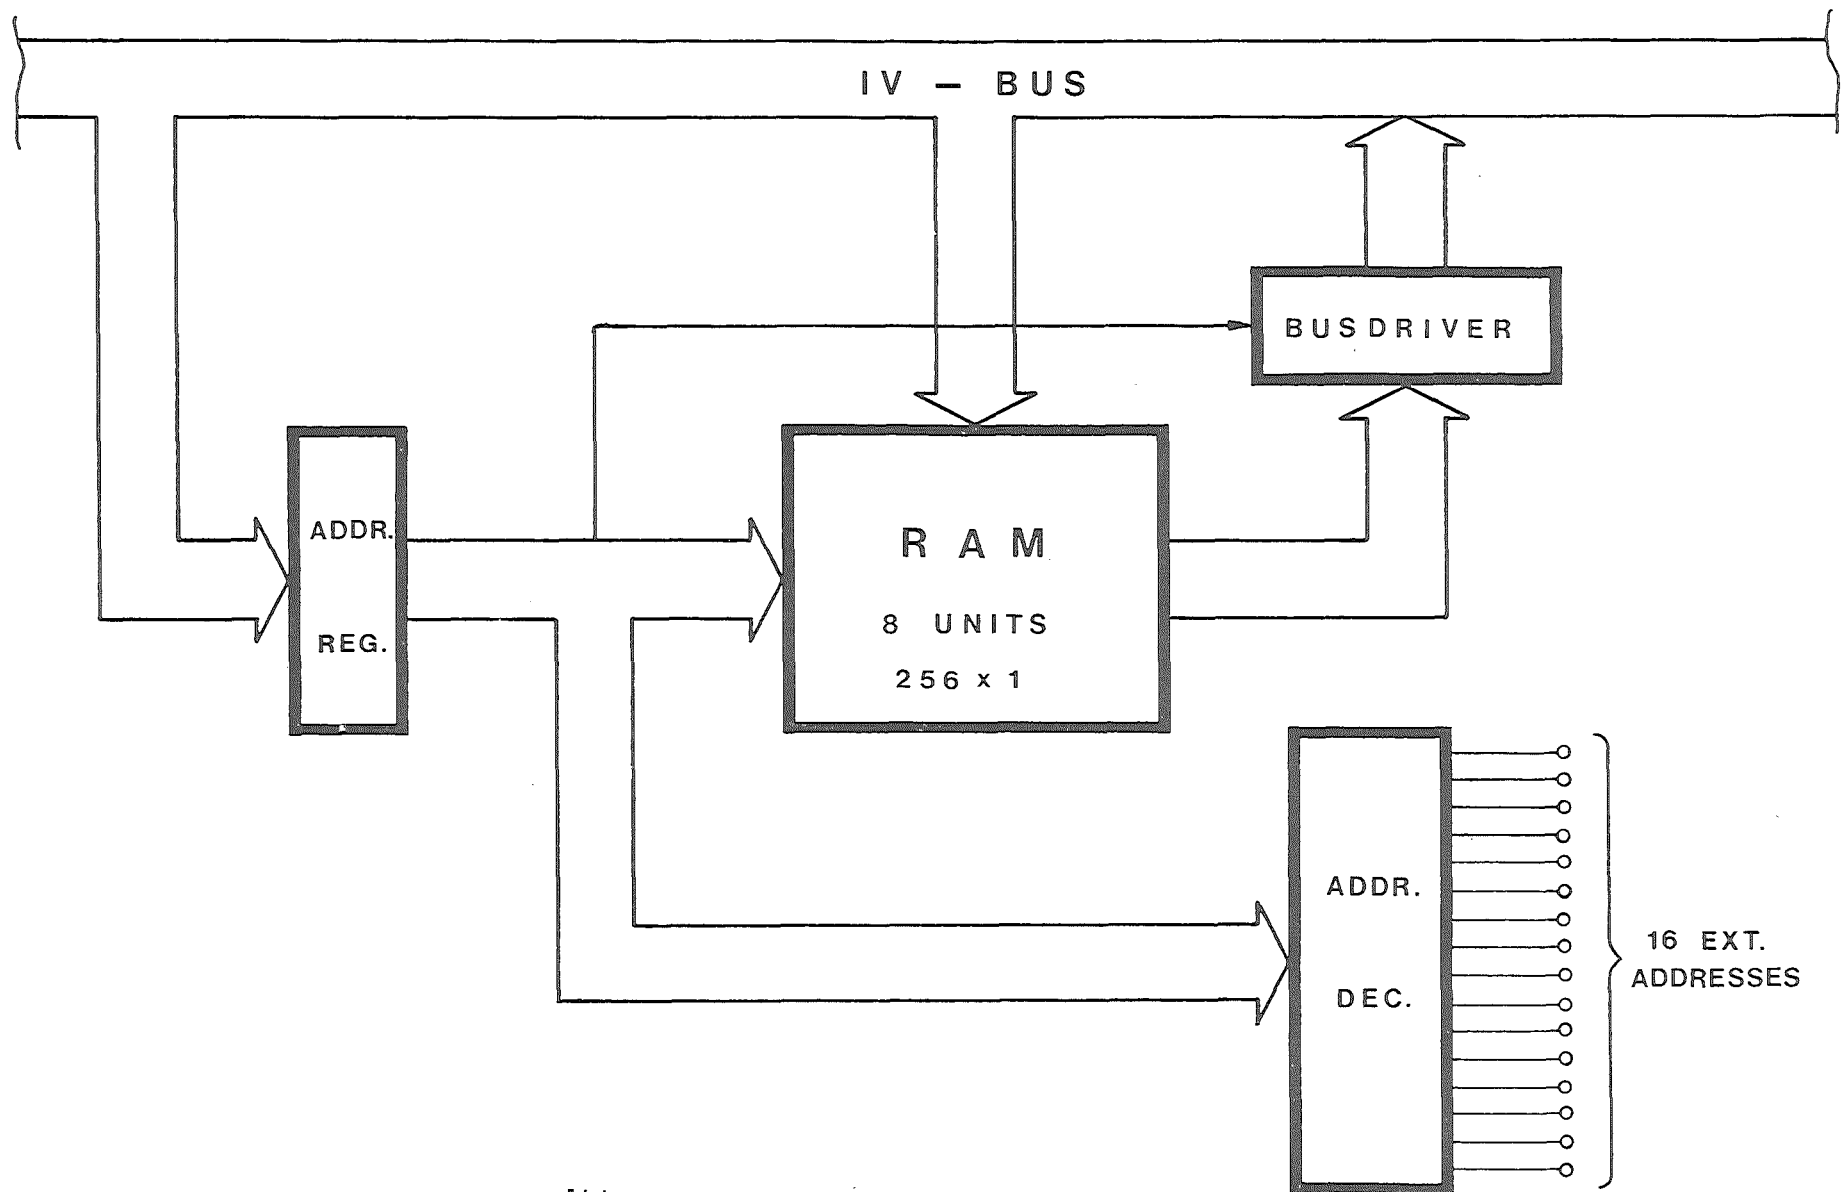 IV – BUS
BUSDRIVER
ADDR.
REG.
RAM
8 UNITS
256 x 1
ADDR.
DEC.
16 EXT.
ADDRESSES